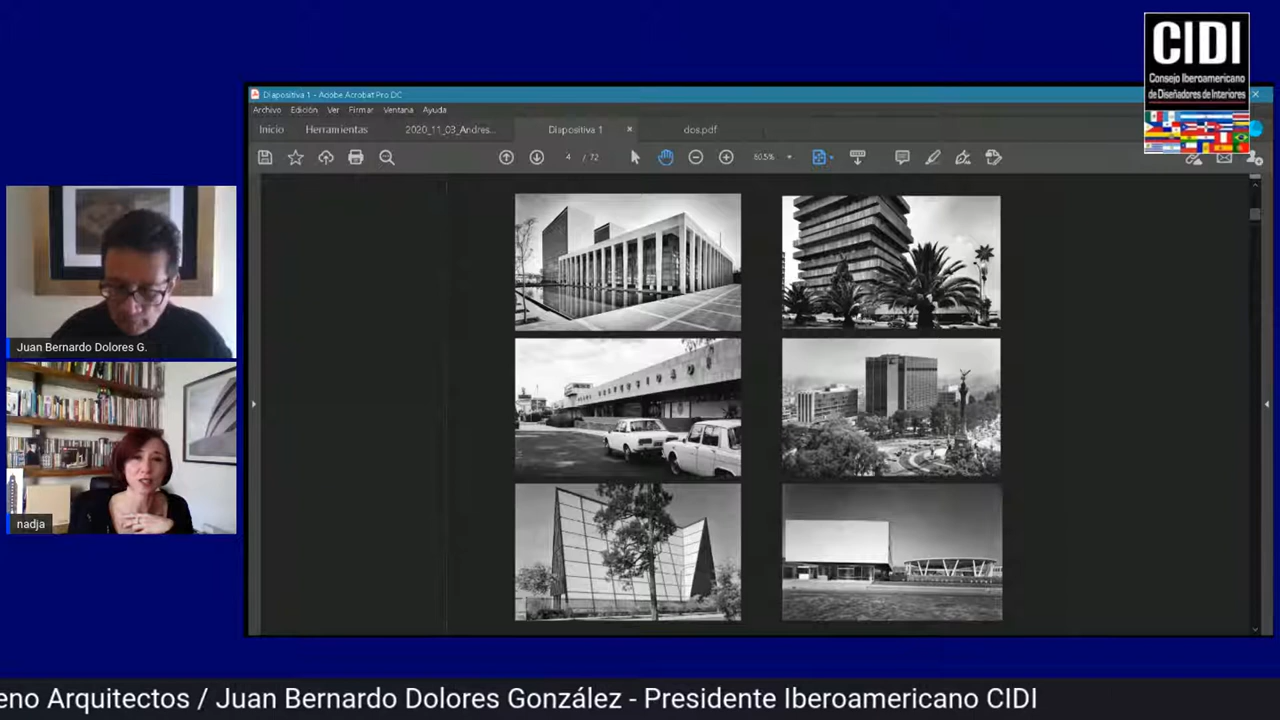 CIDI
Consejo Iberoamericano
de Diseñadores de Interiores
Diapositiva 1 - Adobe Acrobat Pro DC
Archivo Edición Ver Firmar Ventana Ayuda
Inicio Herramientas 2020_11_03_Andres... Diapositiva 1 dos.pdf
4 / 72 60.5%
Juan Bernardo Dolores G.
nadja
eno Arquitectos / Juan Bernardo Dolores González - Presidente Iberoamericano CIDI